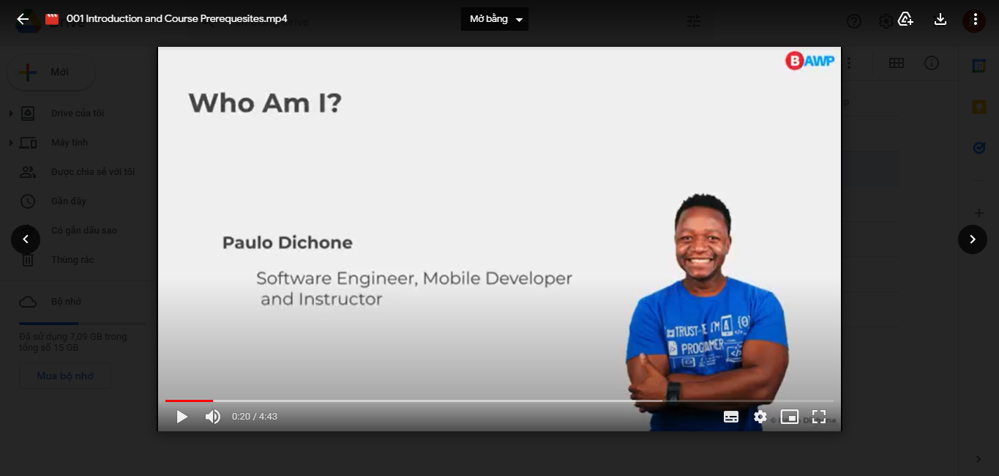 001 Introduction and Course Prerequesites.mp4
Mở bằng
Mới
Drive của tôi
Máy tính
Được chia sẻ với tôi
Gần đây
Có gắn dấu sao
Thùng rác
Bộ nhớ
Đã sử dụng 7,09 GB trong
tổng số 15 GB
Mua bộ nhớ
BAWP
Who Am I?
Paulo Dichone
Software Engineer, Mobile Developer
and Instructor
TRUST
I'M A {0}
PROGRAMER
</>
0:20 / 4:43